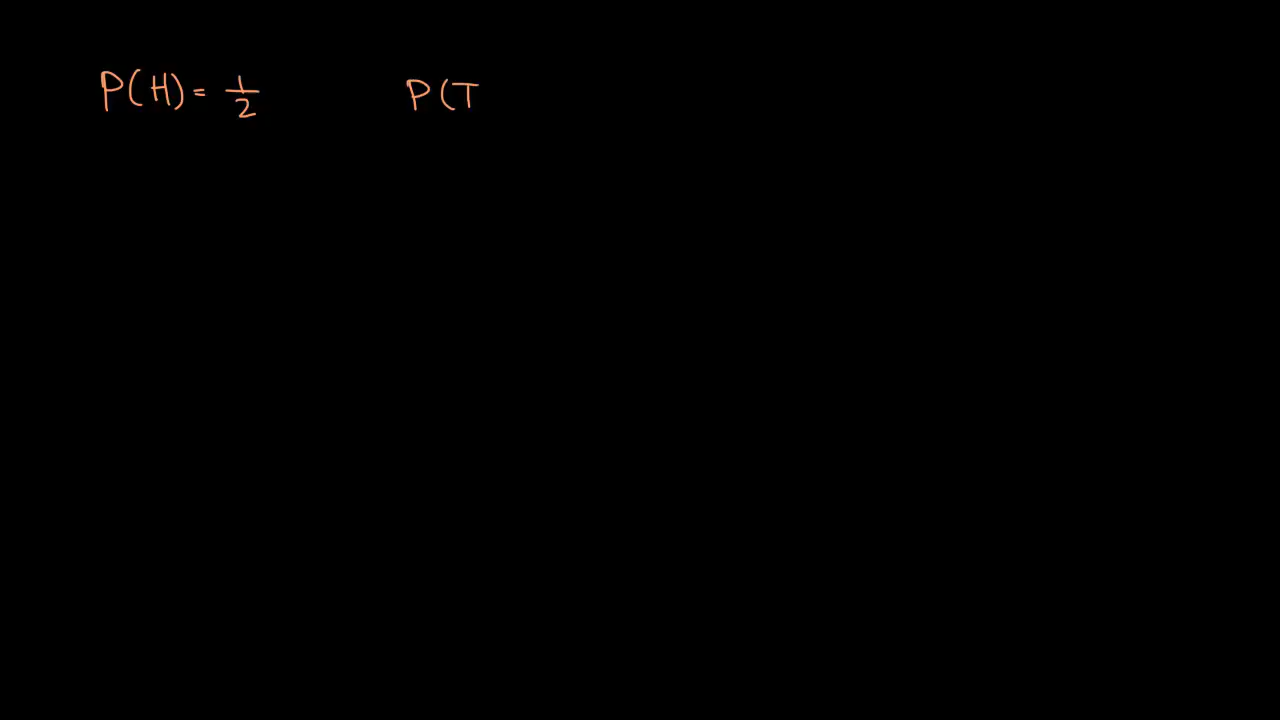 P(H) = 1/2 P(T